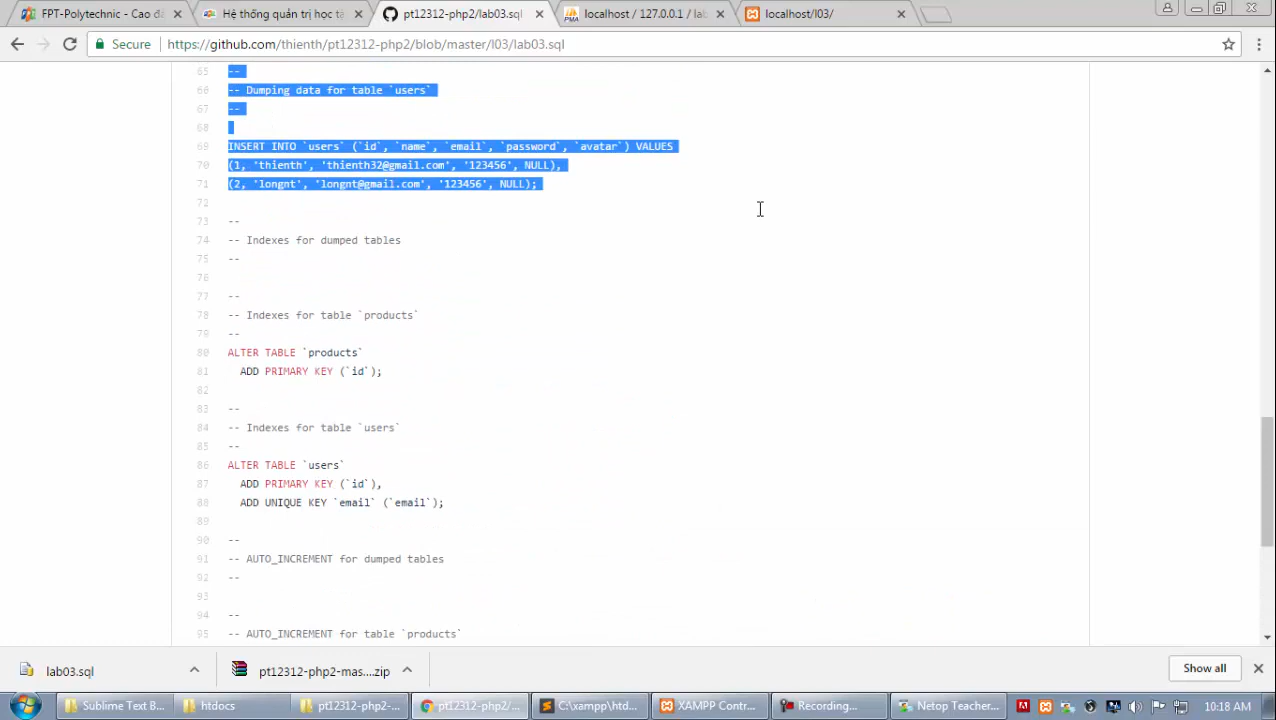 FPT-Polytechnic - Cao đẳ
Hệ thống quản trị học tậ
pt12312-php2/lab03.sql
localhost / 127.0.0.1 / lab
localhost/l03/
Secure
https://github.com/thienth/pt12312-php2/blob/master/l03/lab03.sql
65 --
66 -- Dumping data for table `users`
67 --
68
69 INSERT INTO `users` (`id`, `name`, `email`, `password`, `avatar`) VALUES
70 (1, 'thienth', 'thienth32@gmail.com', '123456', NULL),
71 (2, 'longnt', 'longnt@gmail.com', '123456', NULL);
72
73 --
74 -- Indexes for dumped tables
75 --
76
77 --
78 -- Indexes for table `products`
79 --
80 ALTER TABLE `products`
81 ADD PRIMARY KEY (`id`);
82
83 --
84 -- Indexes for table `users`
85 --
86 ALTER TABLE `users`
87 ADD PRIMARY KEY (`id`),
88 ADD UNIQUE KEY `email` (`email`);
89
90 --
91 -- AUTO_INCREMENT for dumped tables
92 --
93
94 --
95 -- AUTO_INCREMENT for table `products`
lab03.sql
pt12312-php2-mas....zip
Show all
Sublime Text B...
htdocs
pt12312-php2-...
pt12312-php2/...
C:\xampp\htd...
XAMPP Contr...
Recording...
Netop Teacher...
10:18 AM